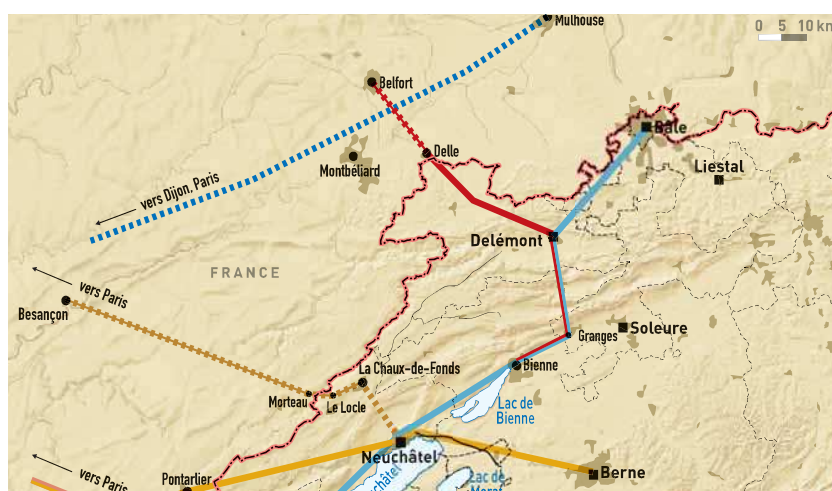 Mulhouse
0 5 10 km
Belfort
Bâle
Delle
Montbéliard
Liestal
vers Dijon, Paris
Delémont
FRANCE
vers Paris
Besançon
Granges
Soleure
La Chaux-de-Fonds
Bienne
Morteau
Le Locle
Lac de
Bienne
Neuchâtel
vers Paris
Pontarlier
Berne
Lac de